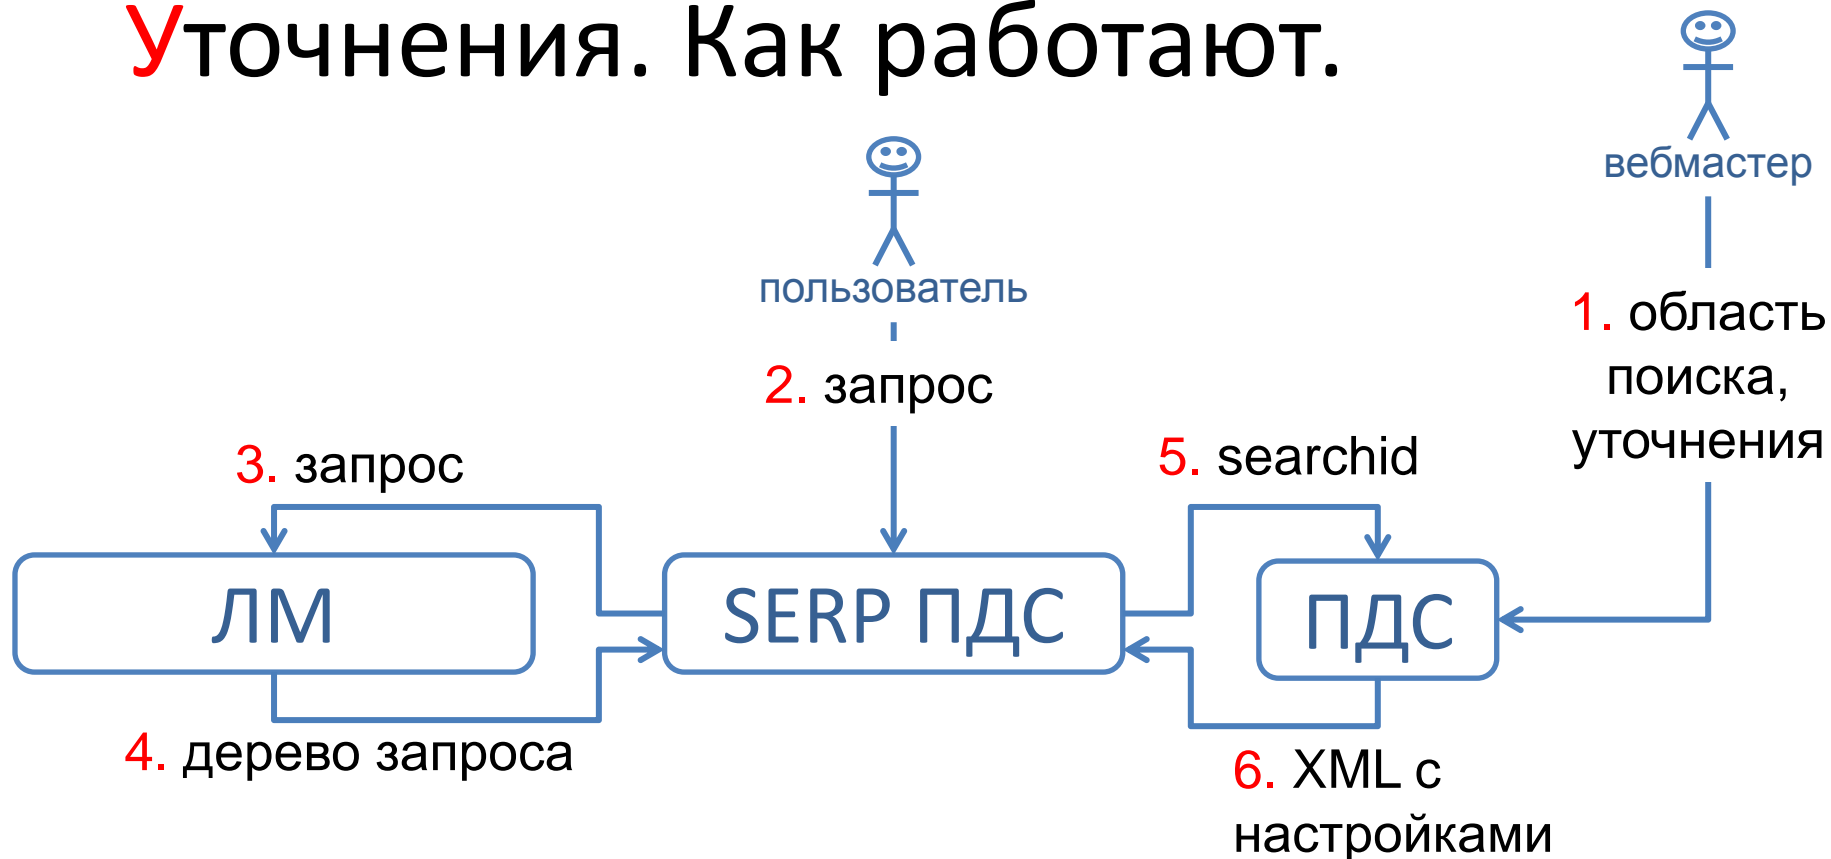 Уточнения. Как работают.
вебмастер
пользователь
1. область
поиска,
уточнения
2. запрос
3. запрос
5. searchid
ЛМ
SERP ПДС
ПДС
4. дерево запроса
6. XML с
настройками